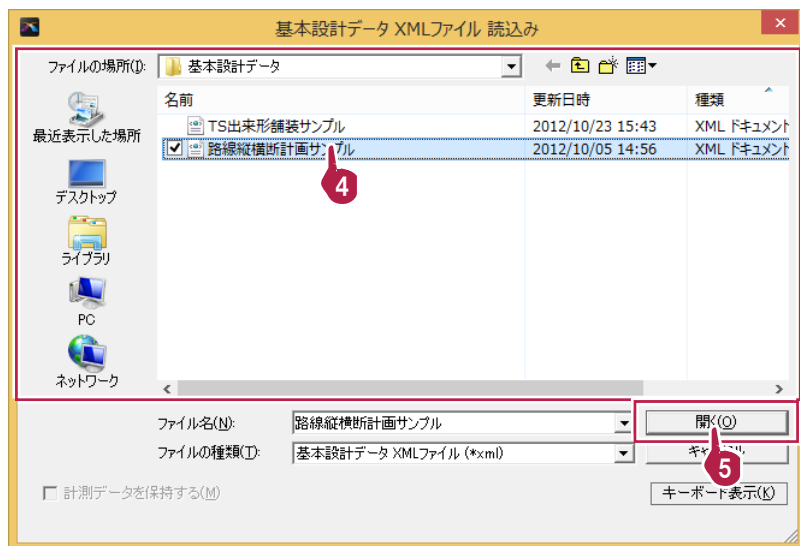 基本設計データ XMLファイル 読込み
ファイルの場所(I): 基本設計データ
名前 更新日時 種類
TS出来形舗装サンプル 2012/10/23 15:43 XML ドキュメント
路線縦横断計画サンプル 2012/10/05 14:56 XML ドキュメント
4
最近表示した場所
デスクトップ
ライブラリ
PC
ネットワーク
ファイル名(N): 路線縦横断計画サンプル 開く(O)
ファイルの種類(T): 基本設計データ XMLファイル (*xml) キャンセル
5
計測データを保持する(M) キーボード表示(K)